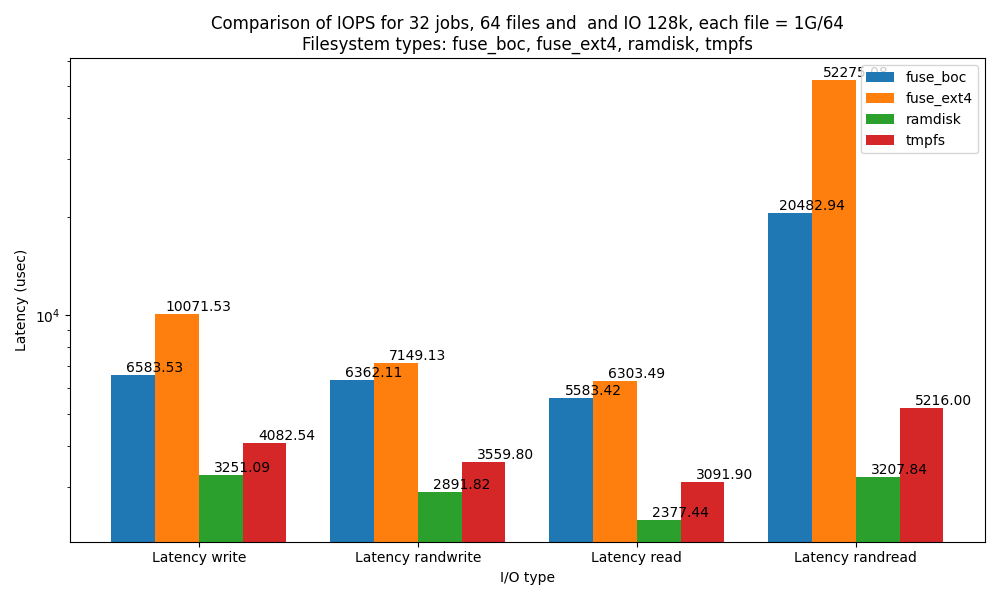 Comparison of IOPS for 32 jobs, 64 files and  and IO 128k, each file = 1G/64
Filesystem types: fuse_boc, fuse_ext4, ramdisk, tmpfs
fuse_boc
fuse_ext4
ramdisk
tmpfs
Latency (usec)
10^4
6583.53
10071.53
3251.09
4082.54
6362.11
7149.13
2891.82
3559.80
5583.42
6303.49
2377.44
3091.90
20482.94
52275.08
3207.84
5216.00
Latency write
Latency randwrite
Latency read
Latency randread
I/O type